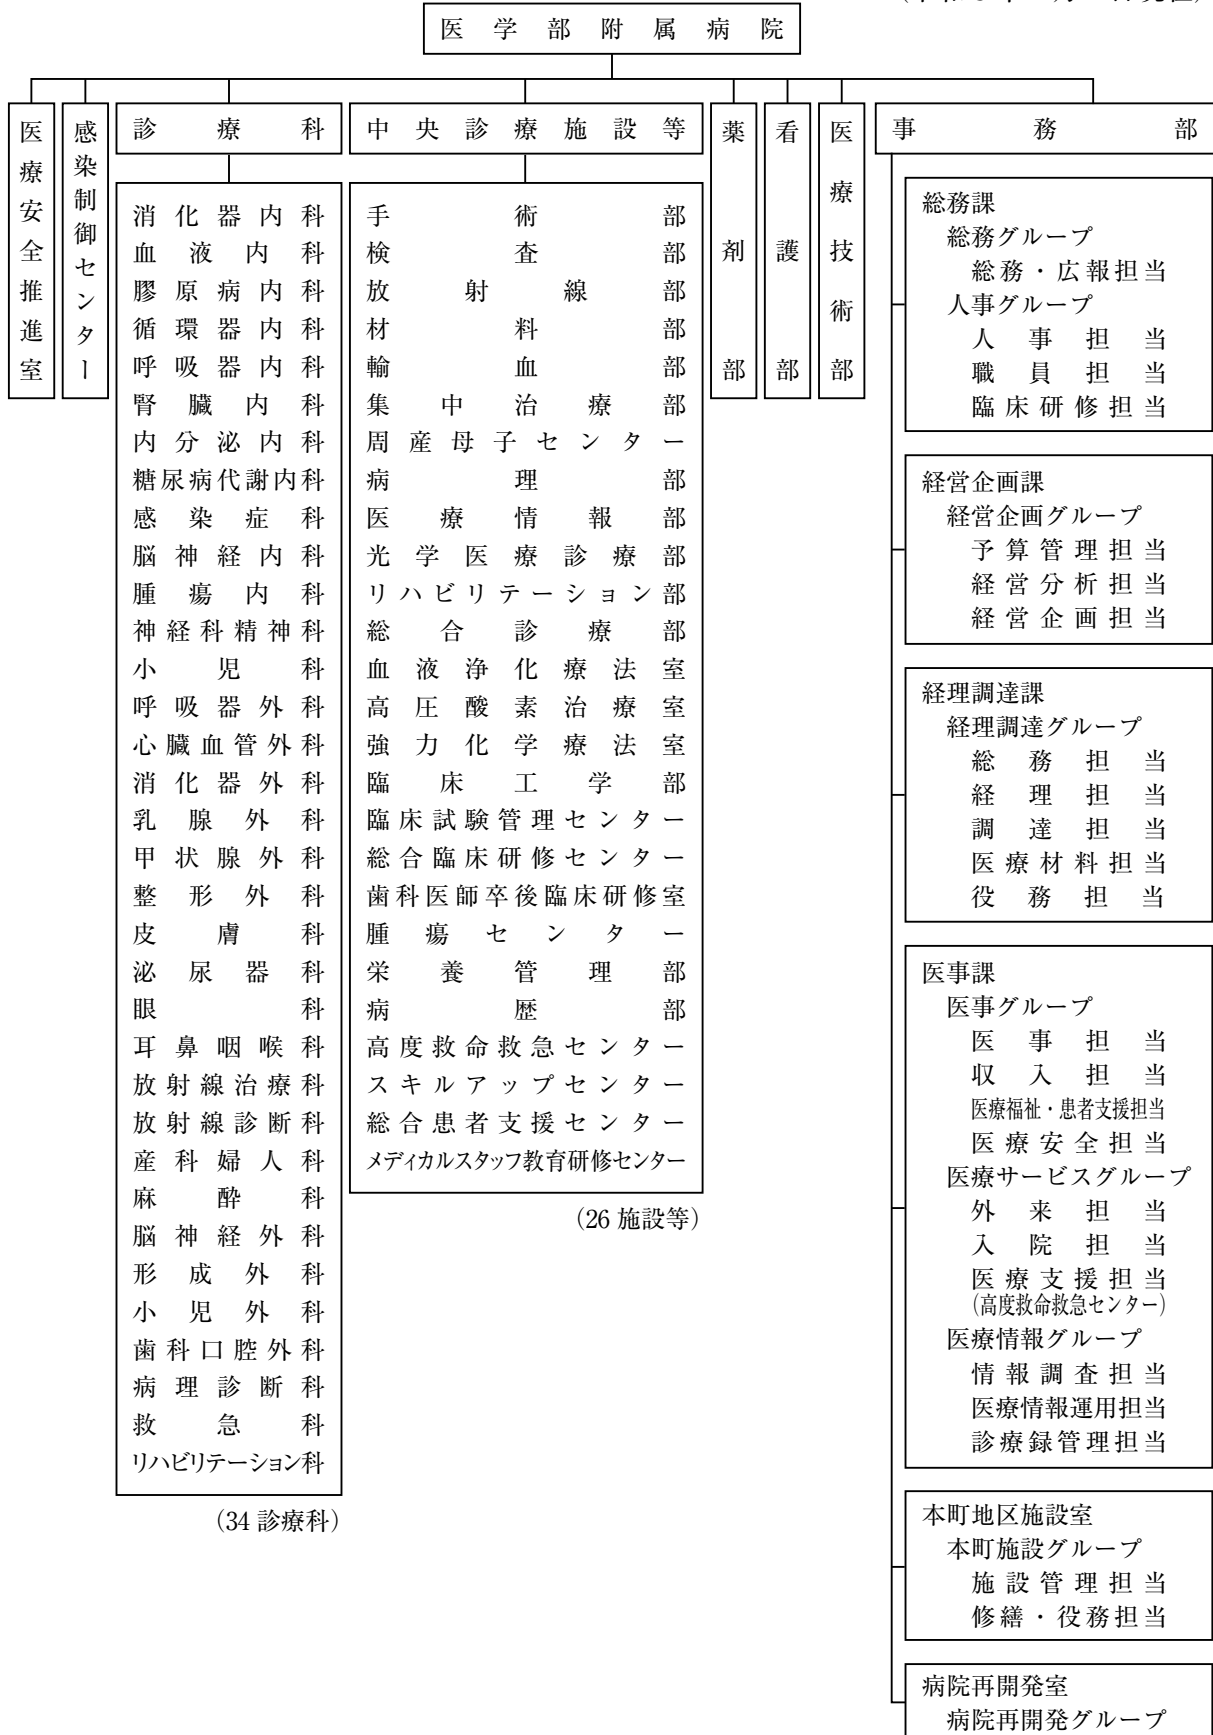 医学部附属病院
医療安全推進室
感染制御センター
診療科
消化器内科
血液内科
膠原病内科
循環器内科
呼吸器内科
腎臓内科
内分泌内科
糖尿病代謝内科
感染症科
脳神経内科
腫瘍内科
神経科精神科
小児科
呼吸器外科
心臓血管外科
消化器外科
乳腺外科
甲状腺外科
整形外科
皮膚科
泌尿器科
眼科
耳鼻咽喉科
放射線治療科
放射線診断科
産科婦人科
麻酔科
脳神経外科
形成外科
小児外科
歯科口腔外科
病理診断科
救急科
リハビリテーション科
(34 診療科)
中央診療施設等
手術部
検査部
放射線部
材料部
輸血部
集中治療部
周産母子センター
病理部
医療情報部
光学医療診療部
リハビリテーション部
総合診療部
血液浄化療法室
高圧酸素治療室
強力化学療法室
臨床工学部
臨床試験管理センター
総合臨床研修センター
歯科医師卒後臨床研修室
腫瘍センター
栄養管理部
病歴部
高度救命救急センター
スキルアップセンター
総合患者支援センター
メディカルスタッフ教育研修センター
(26 施設等)
薬剤部
看護部
医療技術部
事務部
総務課
総務グループ
総務・広報担当
人事グループ
人事担当
職員担当
臨床研修担当
経営企画課
経営企画グループ
予算管理担当
経営分析担当
経営企画担当
経理調達課
経理調達グループ
総務担当
経理担当
調達担当
医療材料担当
役務担当
医事課
医事グループ
医事担当
収入担当
医療福祉・患者支援担当
医療安全担当
医療サービスグループ
外来担当
入院担当
医療支援担当
(高度救命救急センター)
医療情報グループ
情報調査担当
医療情報運用担当
診療録管理担当
本町地区施設室
本町施設グループ
施設管理担当
修繕・役務担当
病院再開発室
病院再開発グループ